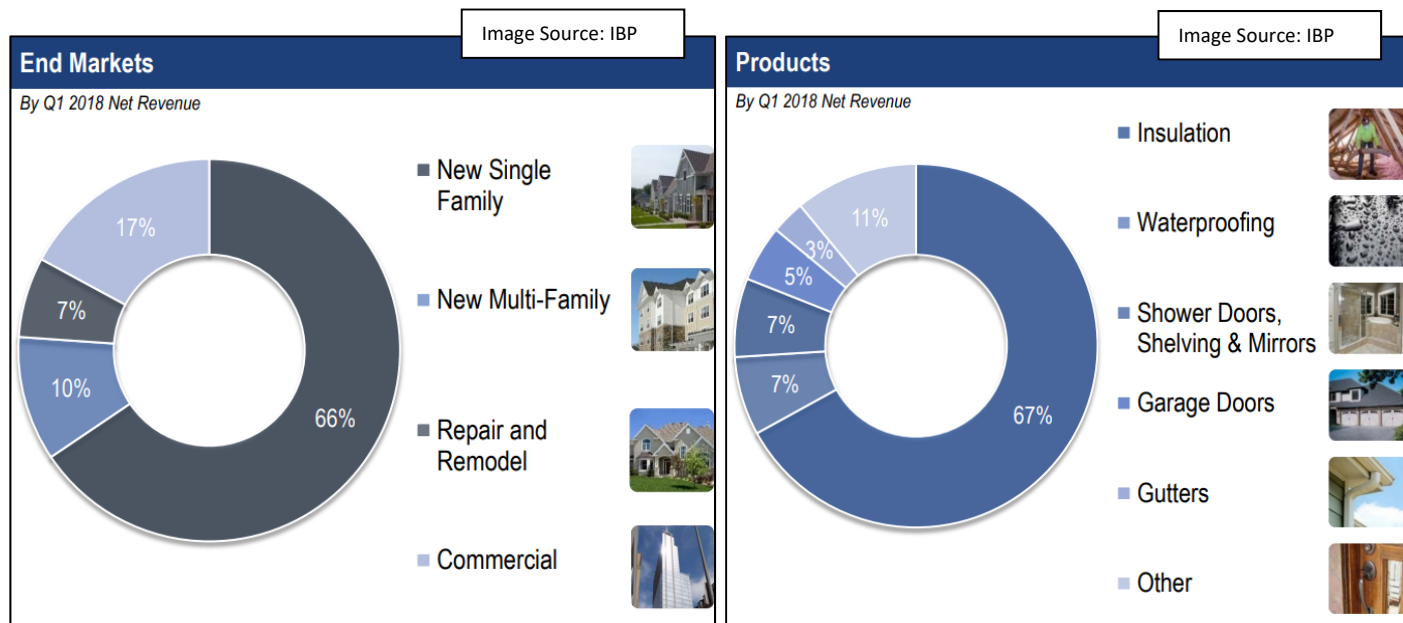 Image Source: IBP
End Markets
By Q1 2018 Net Revenue
17%
7%
10%
66%
New Single
Family
New Multi-Family
Repair and
Remodel
Commercial
Image Source: IBP
Products
By Q1 2018 Net Revenue
11%
3%
5%
7%
7%
67%
Insulation
Waterproofing
Shower Doors,
Shelving & Mirrors
Garage Doors
Gutters
Other